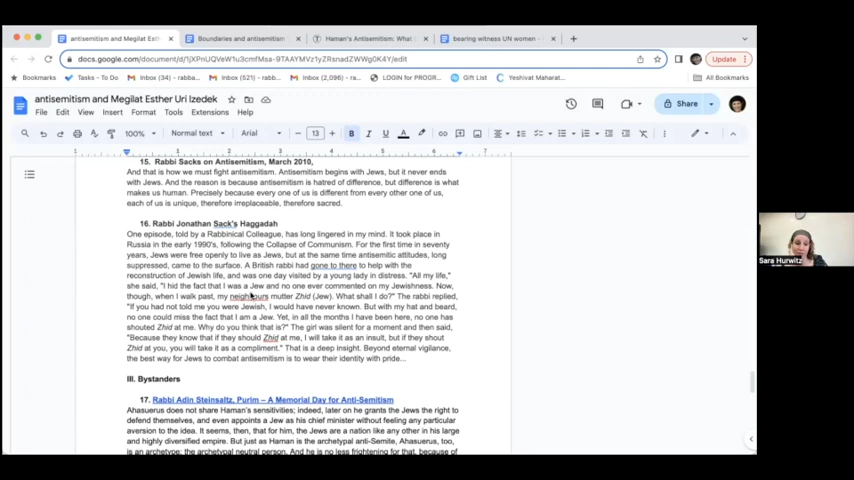 antisemitism and Megilat Esthe
Boundaries and antisemitism
Haman's Antisemitism: What
bearing witness UN women -
docs.google.com/document/d/1jXPnUQVeW1u3cmfMsa-9TAAYMVz1yZRsnadZWWg0K4Y/edit
Update
Bookmarks
Tasks - To Do
Inbox (34) - rabba...
Inbox (521) - rabb...
Inbox (2,096) - ra...
LOGIN for PROGR...
Gift List
Yeshivat Maharat...
All Bookmarks
antisemitism and Megilat Esther Uri Izedek
File Edit View Insert Format Tools Extensions Help
Share
100%
Normal text
Arial
13
15. Rabbi Sacks on Antisemitism, March 2010,
And that is how we must fight antisemitism. Antisemitism begins with Jews, but it never ends
with Jews. And the reason is because antisemitism is hatred of difference, but difference is what
makes us human. Precisely because every one of us is different from every other one of us,
each of us is unique, therefore irreplaceable, therefore sacred.
16. Rabbi Jonathan Sack's Haggadah
One episode, told by a Rabbinical Colleague, has long lingered in my mind. It took place in
Russia in the early 1990's, following the Collapse of Communism. For the first time in seventy
years, Jews were free openly to live as Jews, but at the same time antisemitic attitudes, long
suppressed, came to the surface. A British rabbi had gone to there to help with the
reconstruction of Jewish life, and was one day visited by a young lady in distress. "All my life,"
she said, "I hid the fact that I was a Jew and no one ever commented on my Jewishness. Now,
though, when I walk past, my neighbours mutter Zhid (Jew). What shall I do?" The rabbi replied,
"If you had not told me you were Jewish, I would have never known. But with my hat and beard,
no one could miss the fact that I am a Jew. Yet, in all the months I have been here, no one has
shouted Zhid at me. Why do you think that is?" The girl was silent for a moment and then said,
"Because they know that if they should Zhid at me, I will take it as an insult, but if they shout
Zhid at you, you will take it as a compliment." That is a deep insight. Beyond eternal vigilance,
the best way for Jews to combat antisemitism is to wear their identity with pride...
III. Bystanders
17. Rabbi Adin Steinsaltz, Purim – A Memorial Day for Anti-Semitism
Ahasuerus does not share Haman's sensitivities; indeed, later on he grants the Jews the right to
defend themselves, and even appoints a Jew as his chief minister without feeling any particular
aversion to the idea. It seems, then, that for him, the Jews are a nation like any other in his large
and highly diversified empire. But just as Haman is the archetypal anti-Semite, Ahasuerus, too,
is an archetype: the archetypal neutral person. And he is no less frightening for that, because of
Sara Hurwitz